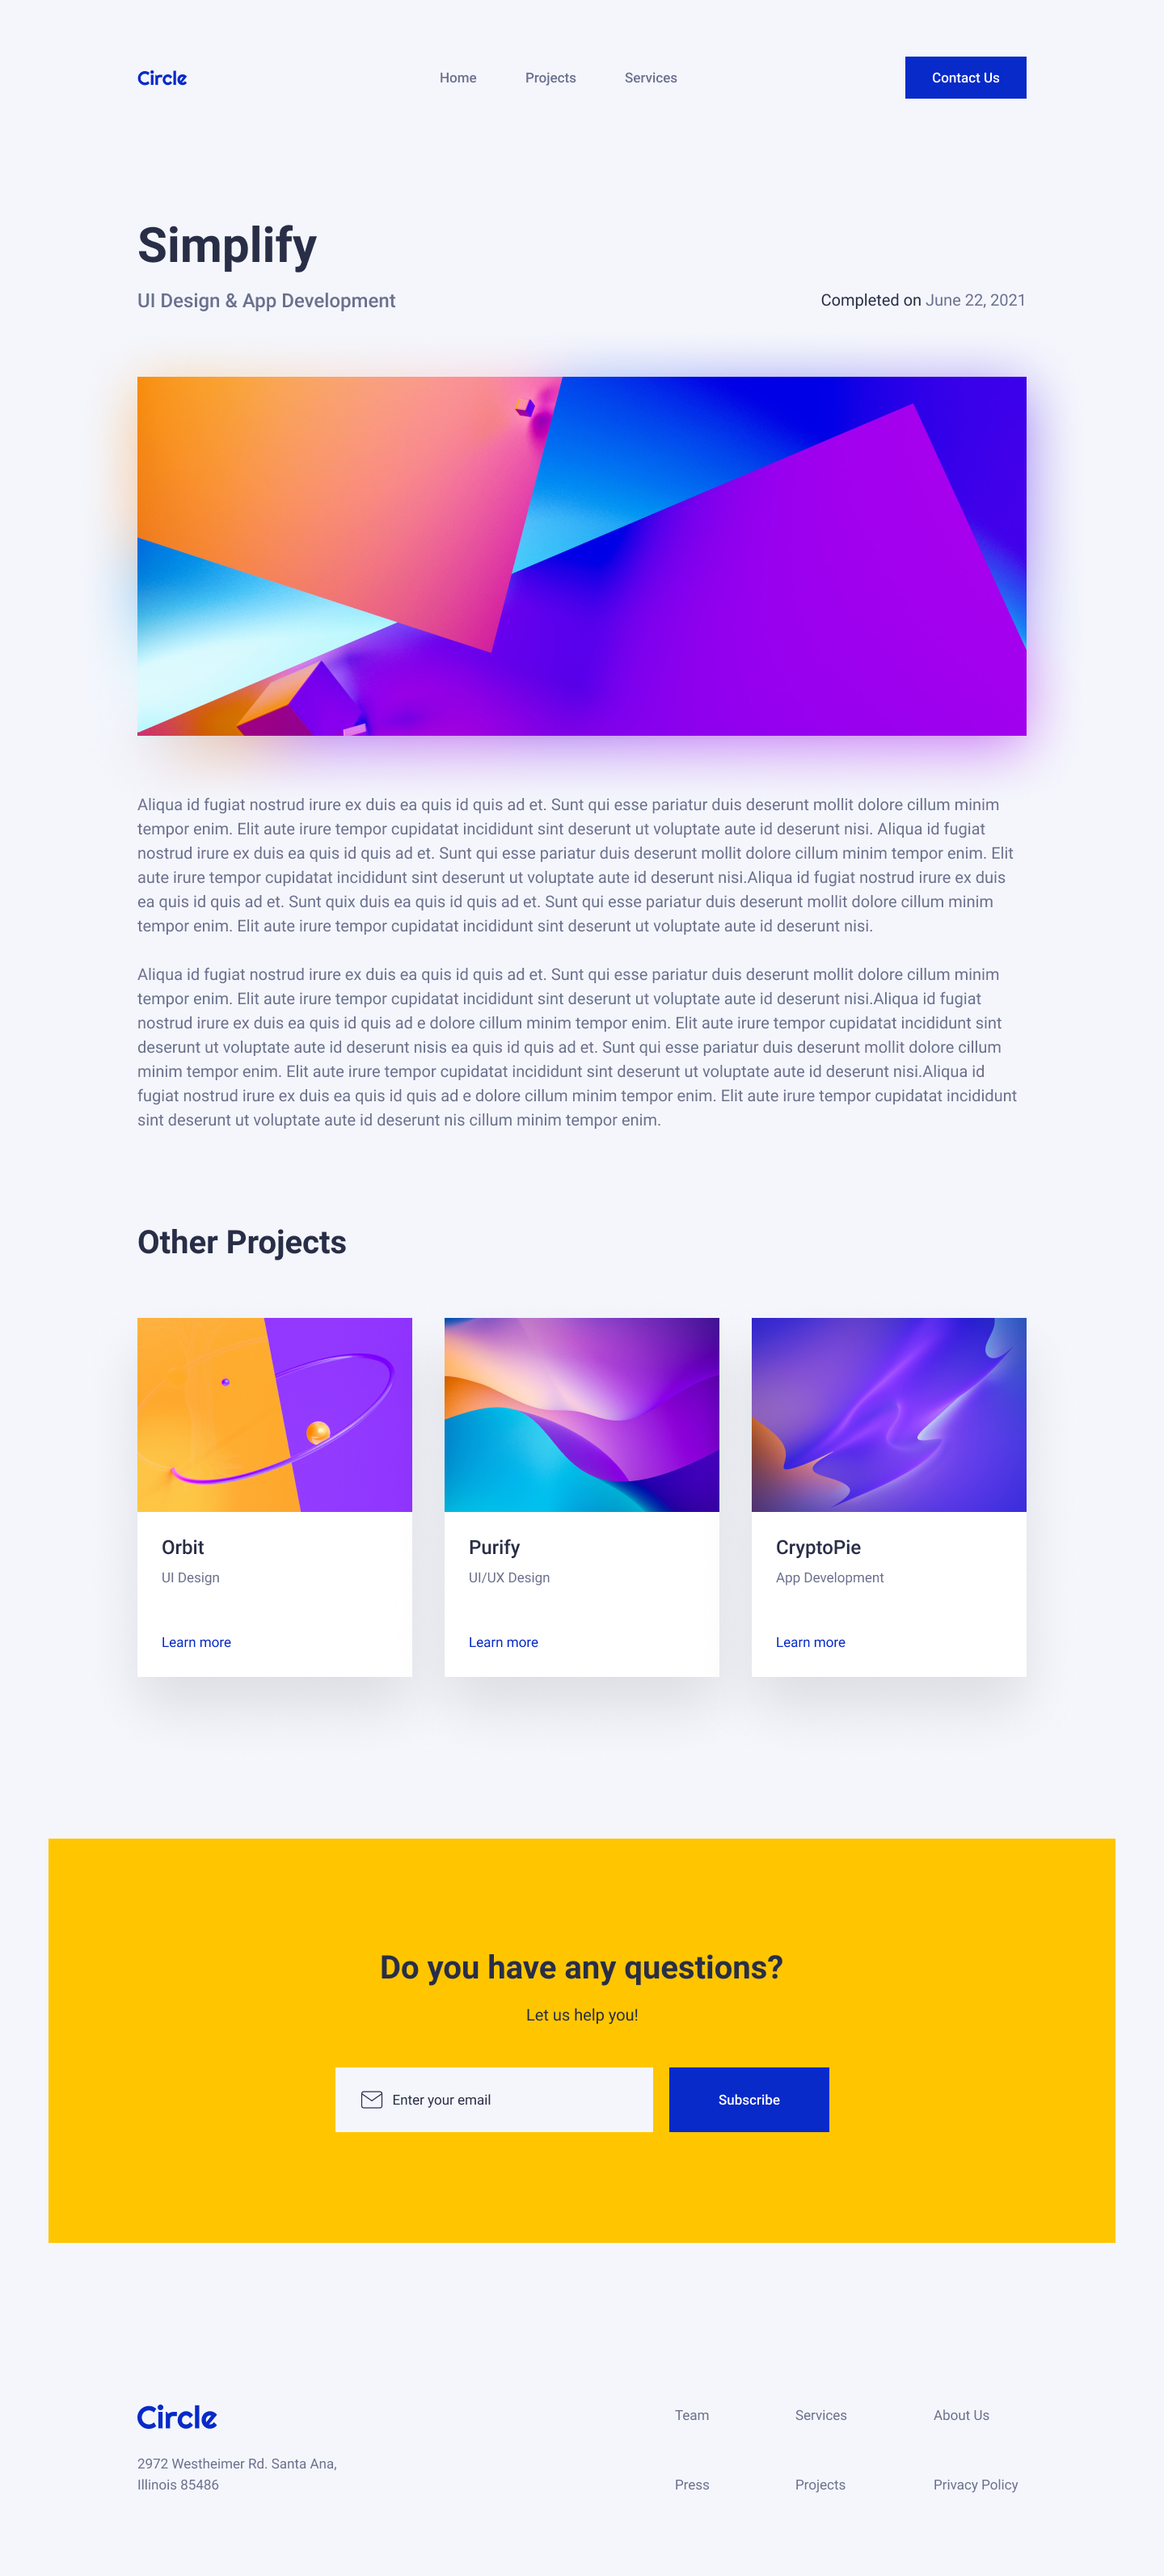 Circle
Home Projects Services
Contact Us
Simplify
UI Design & App Development
Completed on June 22, 2021
Aliqua id fugiat nostrud irure ex duis ea quis id quis ad et. Sunt qui esse pariatur duis deserunt mollit dolore cillum minim
tempor enim. Elit aute irure tempor cupidatat incididunt sint deserunt ut voluptate aute id deserunt nisi. Aliqua id fugiat
nostrud irure ex duis ea quis id quis ad et. Sunt qui esse pariatur duis deserunt mollit dolore cillum minim tempor enim. Elit
aute irure tempor cupidatat incididunt sint deserunt ut voluptate aute id deserunt nisi.Aliqua id fugiat nostrud irure ex duis
ea quis id quis ad et. Sunt quix duis ea quis id quis ad et. Sunt qui esse pariatur duis deserunt mollit dolore cillum minim
tempor enim. Elit aute irure tempor cupidatat incididunt sint deserunt ut voluptate aute id deserunt nisi.
Aliqua id fugiat nostrud irure ex duis ea quis id quis ad et. Sunt qui esse pariatur duis deserunt mollit dolore cillum minim
tempor enim. Elit aute irure tempor cupidatat incididunt sint deserunt ut voluptate aute id deserunt nisi.Aliqua id fugiat
nostrud irure ex duis ea quis id quis ad e dolore cillum minim tempor enim. Elit aute irure tempor cupidatat incididunt sint
deserunt ut voluptate aute id deserunt nisis ea quis id quis ad et. Sunt qui esse pariatur duis deserunt mollit dolore cillum
minim tempor enim. Elit aute irure tempor cupidatat incididunt sint deserunt ut voluptate aute id deserunt nisi.Aliqua id
fugiat nostrud irure ex duis ea quis id quis ad e dolore cillum minim tempor enim. Elit aute irure tempor cupidatat incididunt
sint deserunt ut voluptate aute id deserunt nis cillum minim tempor enim.
Other Projects
Orbit
UI Design
Learn more
Purify
UI/UX Design
Learn more
CryptoPie
App Development
Learn more
Do you have any questions?
Let us help you!
Enter your email
Subscribe
Circle
2972 Westheimer Rd. Santa Ana,
Illinois 85486
Team Services About Us
Press Projects Privacy Policy